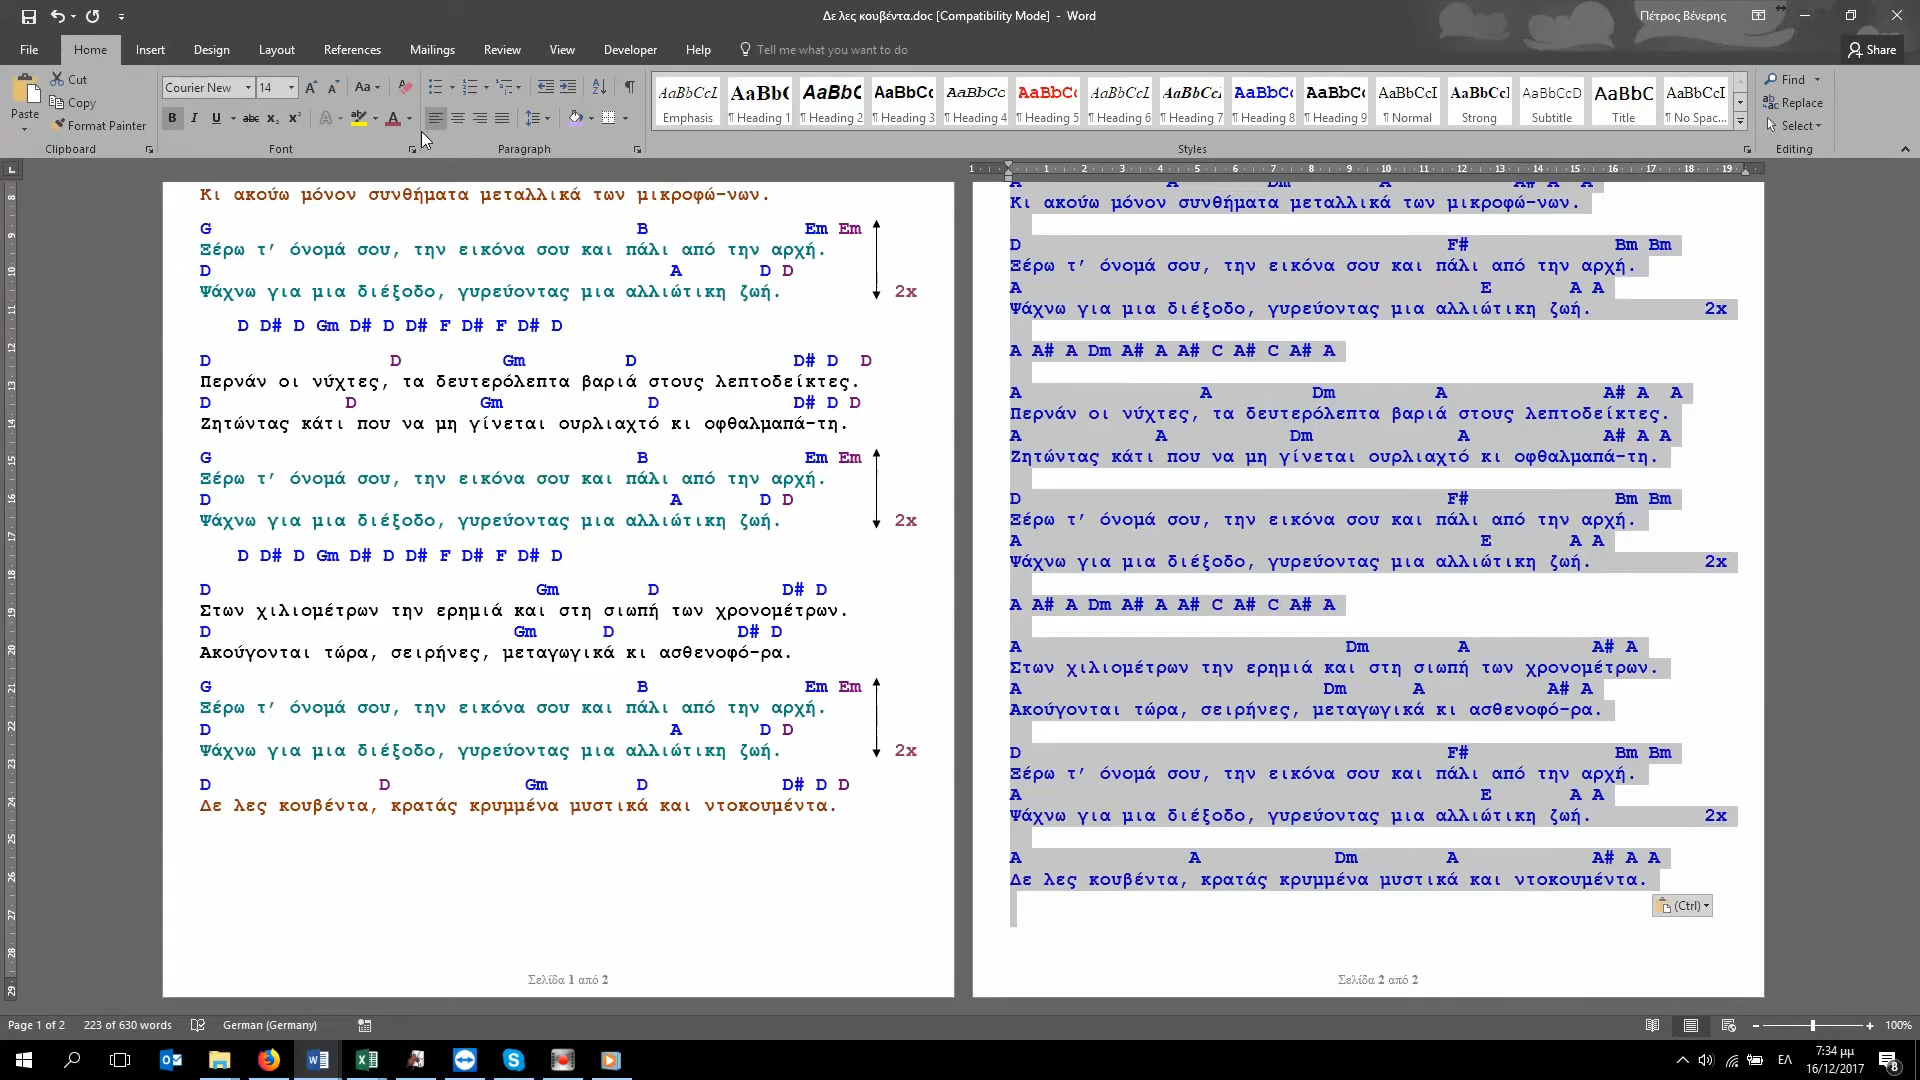 Δε λες κουβέντα.doc [Compatibility Mode] - Word
Πέτρος Βένερης
File Home Insert Design Layout References Mailings Review View Developer Help Tell me what you want to do Share
Paste Cut Copy Format Painter
Clipboard
Courier New 14
Font
Paragraph
AaBbCcI Emphasis
AaBb( ¶ Heading 1
AaBbC ¶ Heading 2
AaBbCc ¶ Heading 3
AaBbCc ¶ Heading 4
AaBbC ¶ Heading 5
AaBbCcI ¶ Heading 6
AaBbCcI ¶ Heading 7
AaBbCc ¶ Heading 8
AaBbCc ¶ Heading 9
AaBbCcI ¶ Normal
AaBbCcI Strong
AaBbCcD Subtitle
AaBbC Title
AaBbCcI ¶ No Spac...
Styles
Find
Replace
Select
Editing
Κι ακούω μόνον συνθήματα μεταλλικά των μικροφώ-νων.
G B Em Em
Ξέρω τ’ όνομά σου, την εικόνα σου και πάλι από την αρχή.
D A D D
Ψάχνω για μια διέξοδο, γυρεύοντας μια αλλιώτικη ζωή. 2x
D D# D Gm D# D D# F D# F D# D
D D Gm D D# D D
Περνάν οι νύχτες, τα δευτερόλεπτα βαριά στους λεπτοδείκτες.
D D Gm D D# D D
Ζητώντας κάτι που να μη γίνεται ουρλιαχτό κι οφθαλμαπά-τη.
G B Em Em
Ξέρω τ’ όνομά σου, την εικόνα σου και πάλι από την αρχή.
D A D D
Ψάχνω για μια διέξοδο, γυρεύοντας μια αλλιώτικη ζωή. 2x
D D# D Gm D# D D# F D# F D# D
D Gm D D# D
Στων χιλιομέτρων την ερημιά και στη σιωπή των χρονομέτρων.
D Gm D D# D
Ακούγονται τώρα, σειρήνες, μεταγωγικά κι ασθενοφό-ρα.
G B Em Em
Ξέρω τ’ όνομά σου, την εικόνα σου και πάλι από την αρχή.
D A D D
Ψάχνω για μια διέξοδο, γυρεύοντας μια αλλιώτικη ζωή. 2x
D D Gm D D# D D
Δε λες κουβέντα, κρατάς κρυμμένα μυστικά και ντοκουμέντα.
Σελίδα 1 από 2
A A Dm A A# A A
Κι ακούω μόνον συνθήματα μεταλλικά των μικροφώ-νων.
D F# Bm Bm
Ξέρω τ’ όνομά σου, την εικόνα σου και πάλι από την αρχή.
A E A A
Ψάχνω για μια διέξοδο, γυρεύοντας μια αλλιώτικη ζωή. 2x
A A# A Dm A# A A# C A# C A# A
A A Dm A A# A A
Περνάν οι νύχτες, τα δευτερόλεπτα βαριά στους λεπτοδείκτες.
A A Dm A A# A A
Ζητώντας κάτι που να μη γίνεται ουρλιαχτό κι οφθαλμαπά-τη.
D F# Bm Bm
Ξέρω τ’ όνομά σου, την εικόνα σου και πάλι από την αρχή.
A E A A
Ψάχνω για μια διέξοδο, γυρεύοντας μια αλλιώτικη ζωή. 2x
A A# A Dm A# A A# C A# C A# A
A Dm A A# A
Στων χιλιομέτρων την ερημιά και στη σιωπή των χρονομέτρων.
A Dm A A# A
Ακούγονται τώρα, σειρήνες, μεταγωγικά κι ασθενοφό-ρα.
D F# Bm Bm
Ξέρω τ’ όνομά σου, την εικόνα σου και πάλι από την αρχή.
A E A A
Ψάχνω για μια διέξοδο, γυρεύοντας μια αλλιώτικη ζωή. 2x
A A Dm A A# A A
Δε λες κουβέντα, κρατάς κρυμμένα μυστικά και ντοκουμέντα.
(Ctrl)
Σελίδα 2 από 2
Page 1 of 2 223 of 630 words German (Germany) 100%
ΕΛ 7:34 μμ
16/12/2017
8